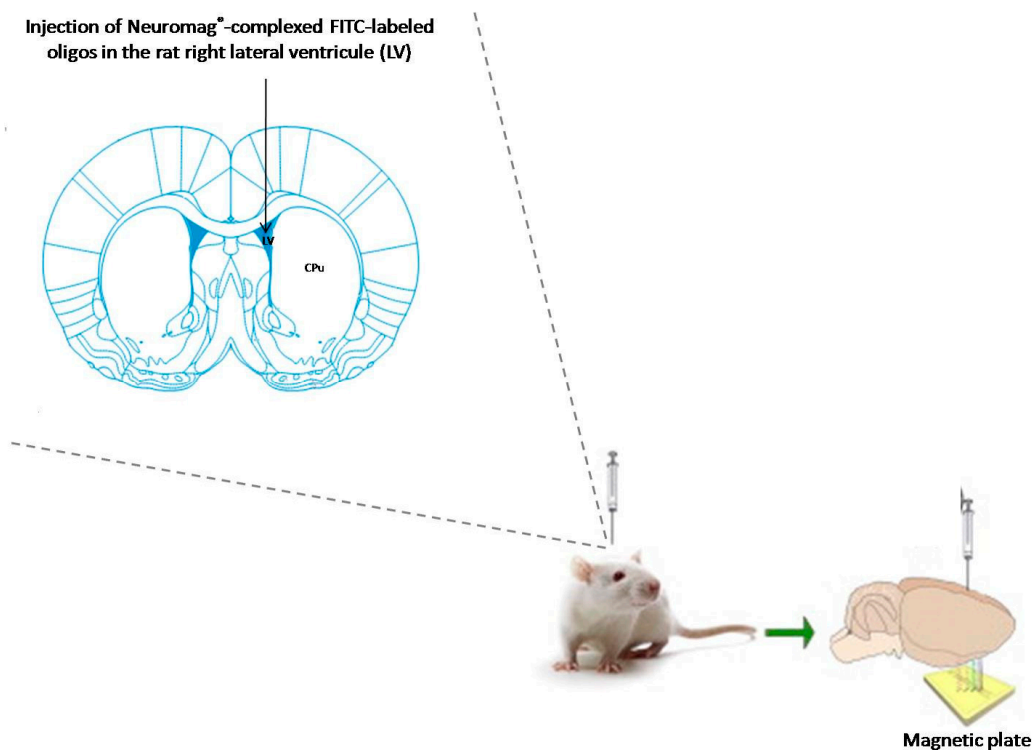 Injection of Neuromag®-complexed FITC-labeled
oligos in the rat right lateral ventricule (LV)
LV
CPu
Magnetic plate